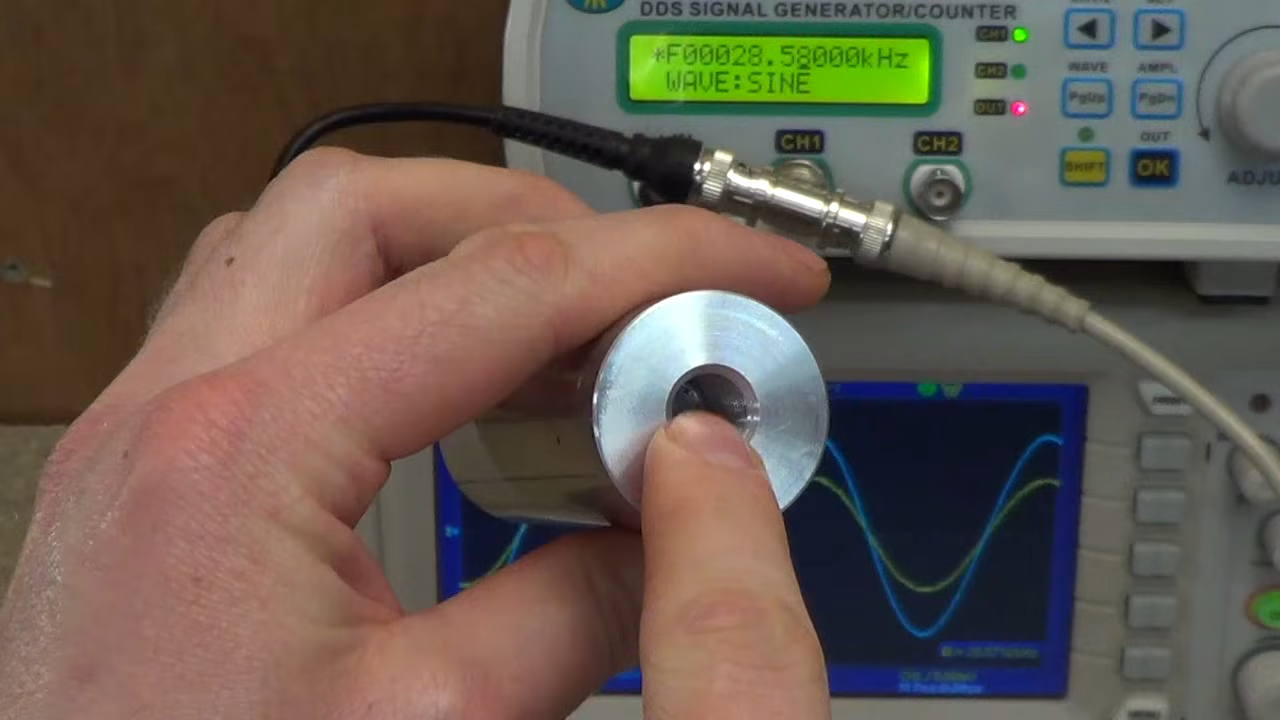 DDS SIGNAL GENERATOR/COUNTER
*F00028.58000kHz
WAVE:SINE
CH1
CH2
OUT
WAVE
AMPL
PgUp
PgDn
OUT
SHIFT
OK
CH1
CH2
ADJU